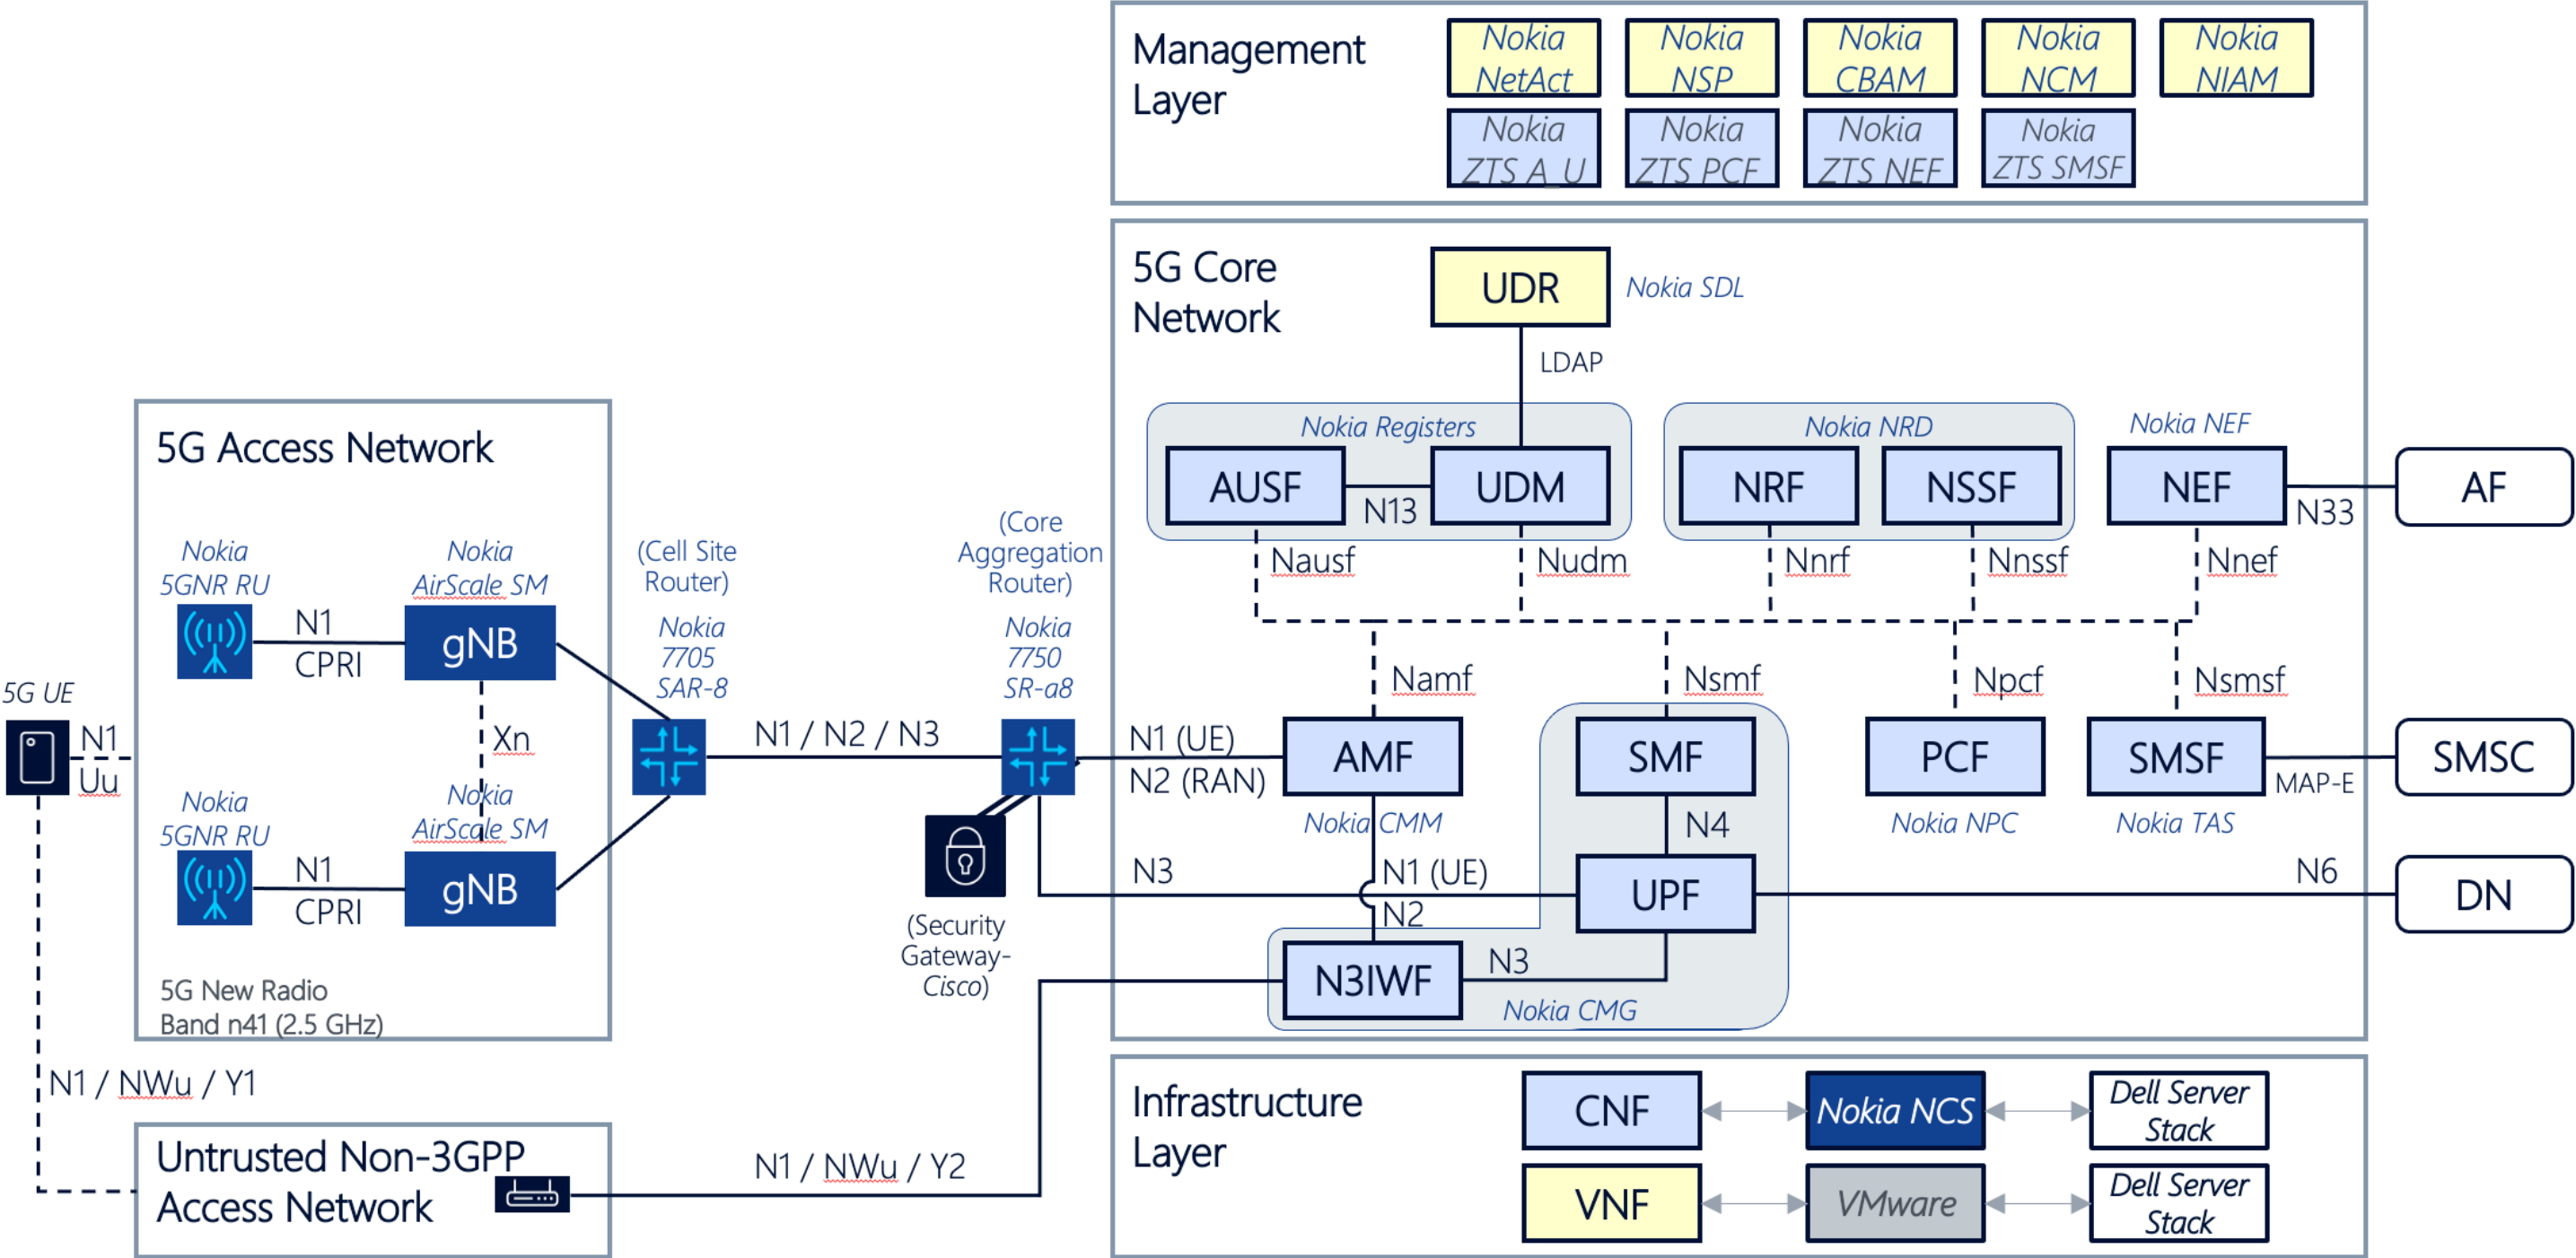 Management
Layer
Nokia
NetAct
Nokia
NSP
Nokia
CBAM
Nokia
NCM
Nokia
NIAM
Nokia
ZTS A_U
Nokia
ZTS PCF
Nokia
ZTS NEF
Nokia
ZTS SMSF
5G Core
Network
UDR
Nokia SDL
LDAP
Nokia Registers
AUSF
N13
UDM
Nokia NRD
NRF
NSSF
Nokia NEF
NEF
N33
AF
Nausf
Nudm
Nnrf
Nnssf
Nnef
Namf
Nsmf
Npcf
Nsmsf
N1 (UE)
N2 (RAN)
AMF
Nokia CMM
SMF
N4
PCF
Nokia NPC
SMSF
Nokia TAS
MAP-E
SMSC
N3
N1 (UE)
N2
UPF
N6
DN
N3IWF
N3
Nokia CMG
5G Access Network
Nokia
5GNR RU
N1
CPRI
Nokia
AirScale SM
gNB
Xn
5G UE
N1
Uu
Nokia
5GNR RU
N1
CPRI
Nokia
AirScale SM
gNB
5G New Radio
Band n41 (2.5 GHz)
(Cell Site
Router)
Nokia
7705
SAR-8
N1 / N2 / N3
(Core
Aggregation
Router)
Nokia
7750
SR-a8
(Security
Gateway-
Cisco)
N1 / NWu / Y1
Untrusted Non-3GPP
Access Network
N1 / NWu / Y2
Infrastructure
Layer
CNF
Nokia NCS
Dell Server
Stack
VNF
VMware
Dell Server
Stack